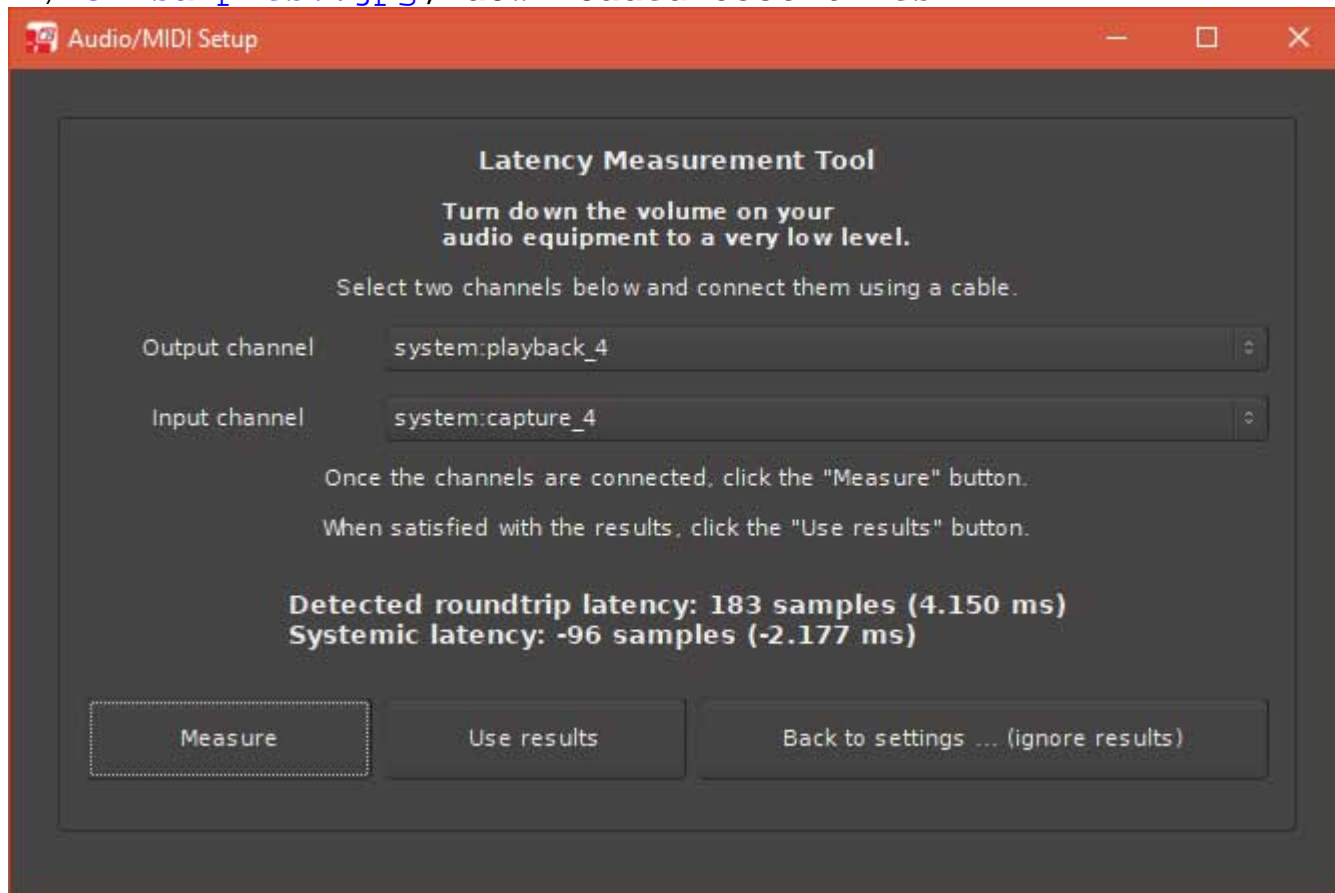 Audio/MIDI Setup
Latency Measurement Tool
Turn down the volume on your
audio equipment to a very low level.
Select two channels below and connect them using a cable.
Output channel system:playback_4
Input channel system:capture_4
Once the channels are connected, click the "Measure" button.
When satisfied with the results, click the "Use results" button.
Detected roundtrip latency: 183 samples (4.150 ms)
Systemic latency: -96 samples (-2.177 ms)
Measure Use results Back to settings ... (ignore results)